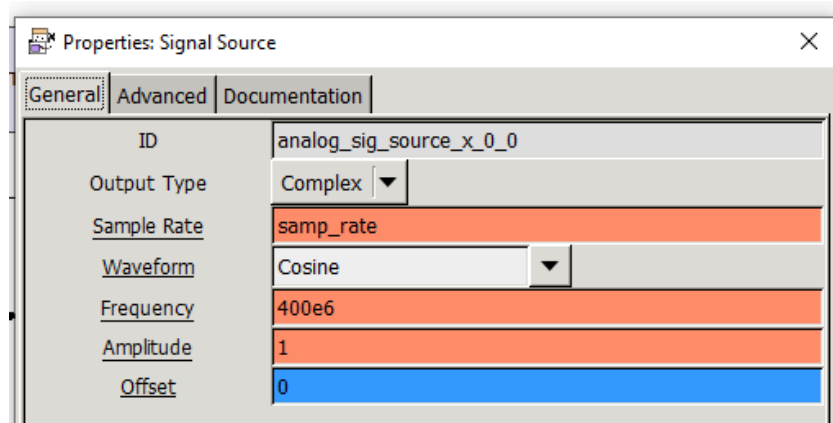 Properties: Signal Source
General Advanced Documentation
ID analog_sig_source_x_0_0
Output Type Complex
Sample Rate samp_rate
Waveform Cosine
Frequency 400e6
Amplitude 1
Offset 0